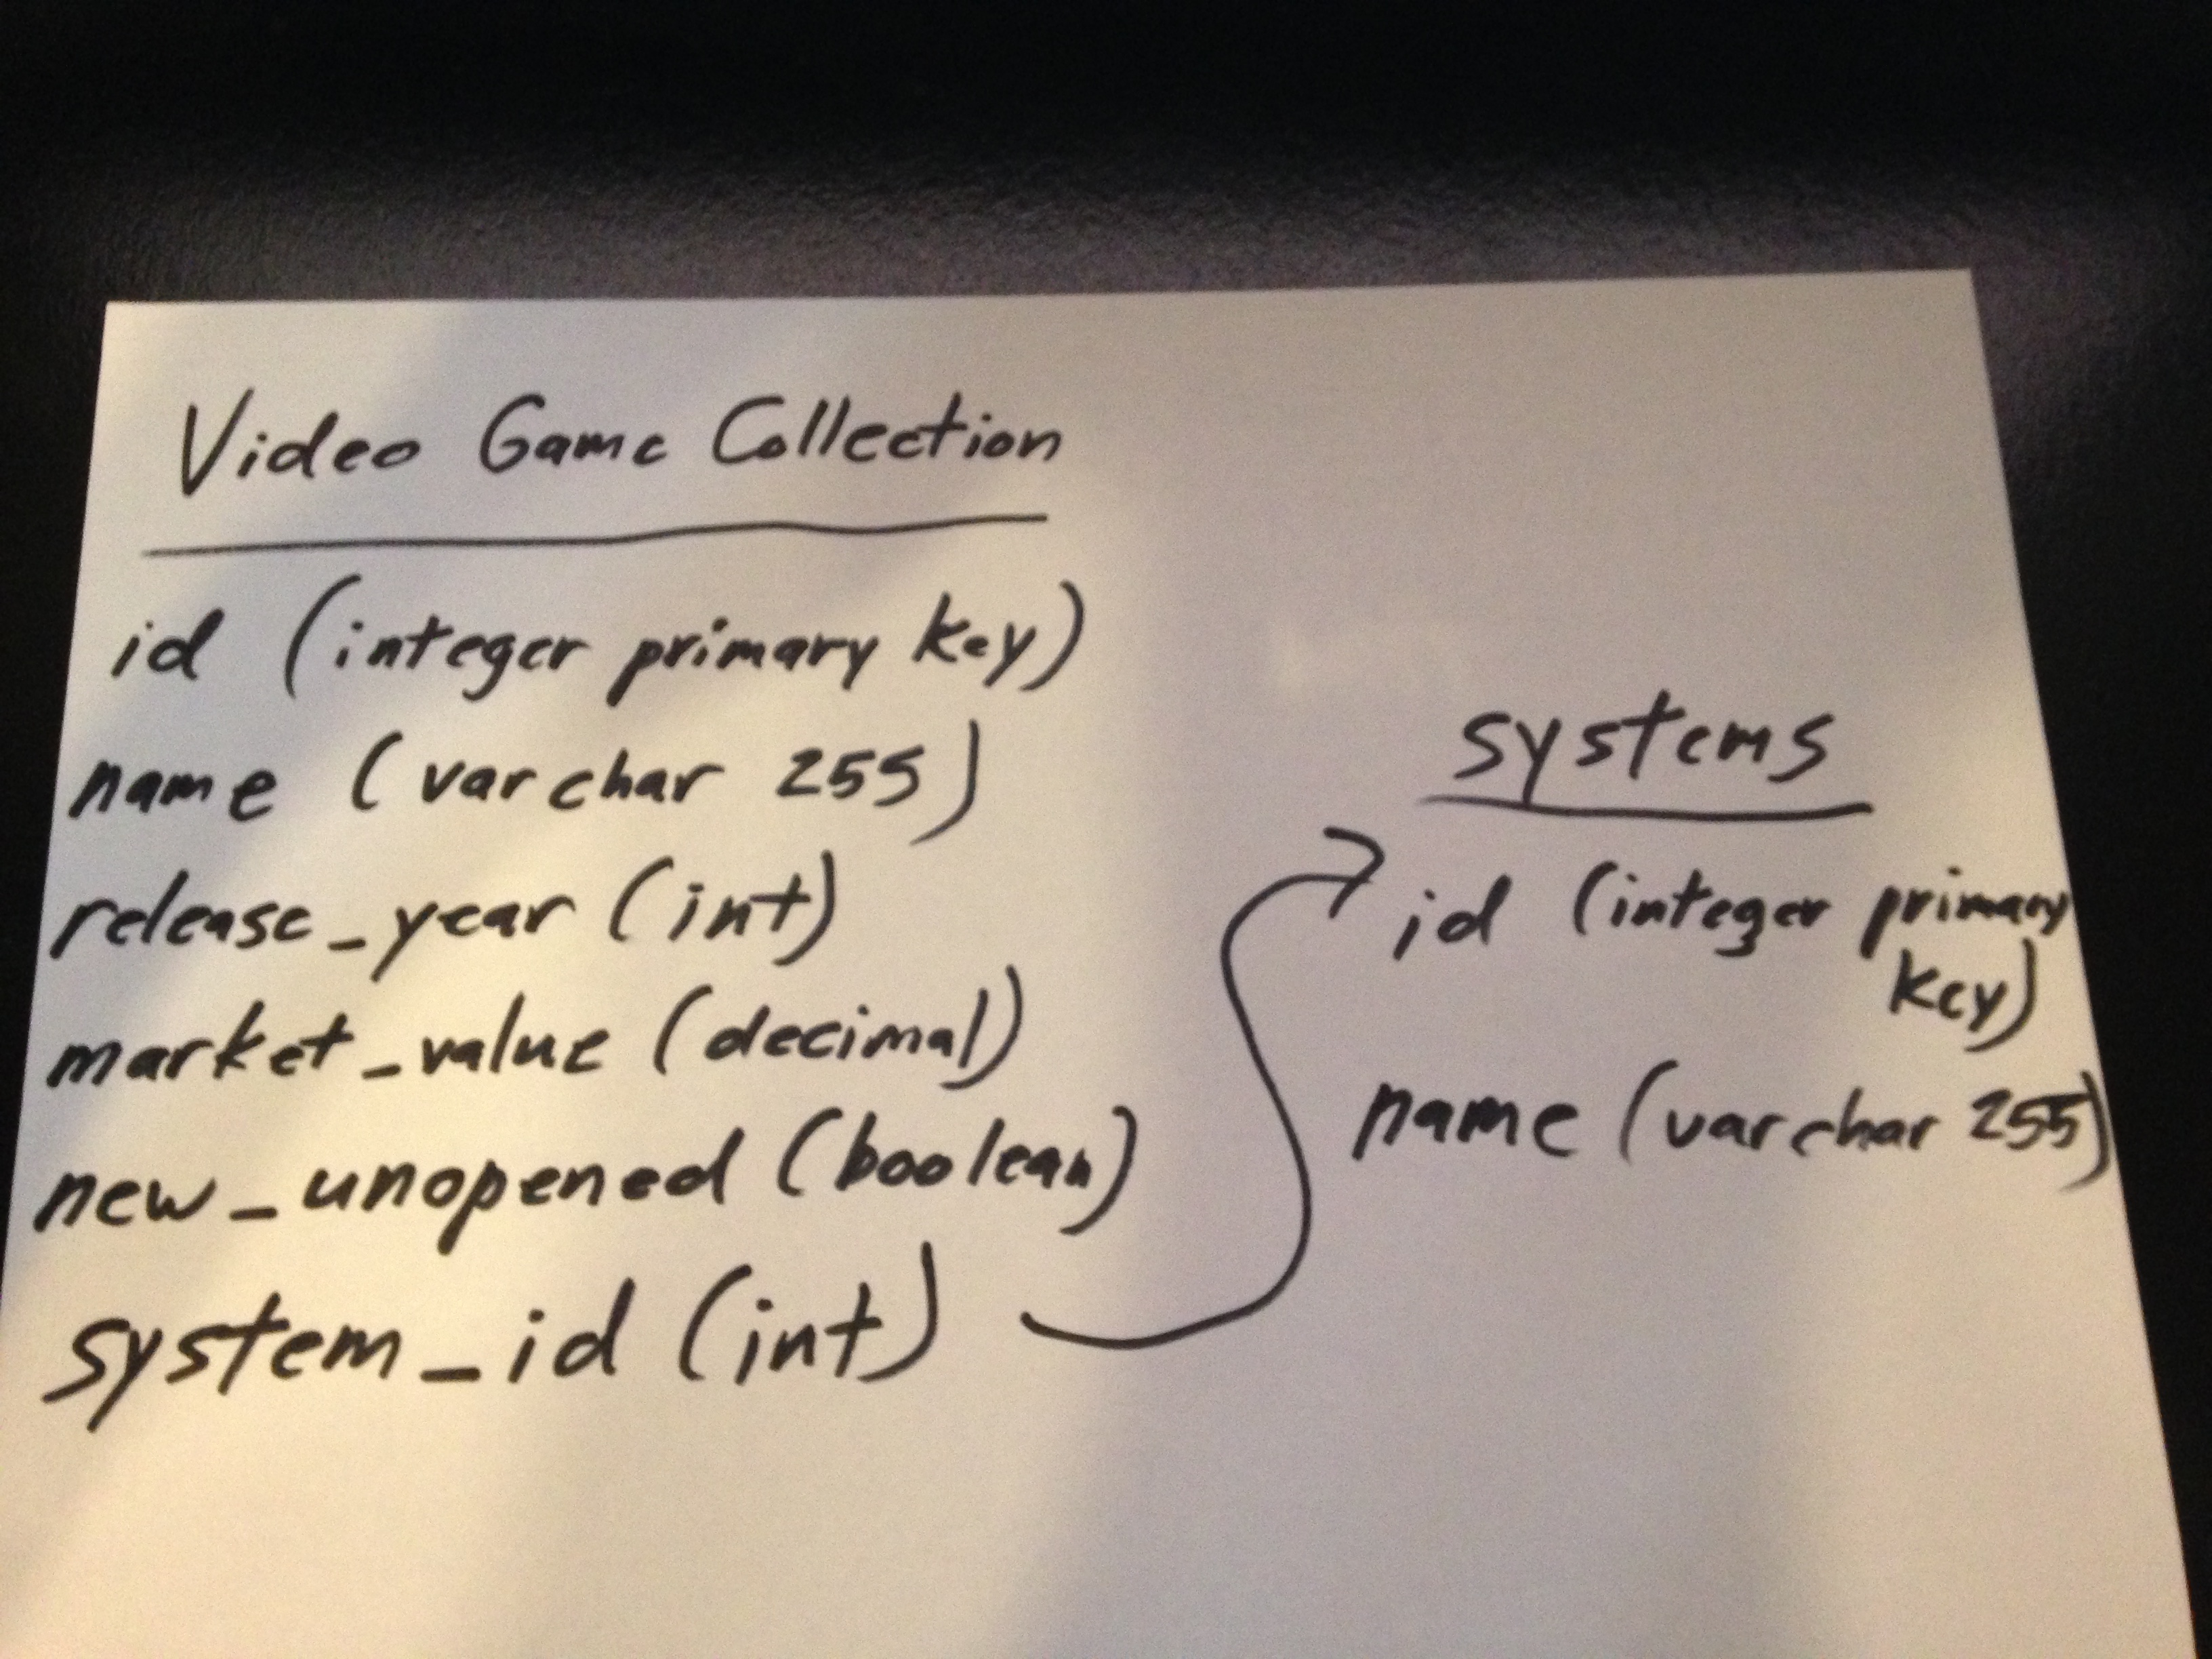 Video Game Collection
id (integer primary key)
name (varchar 255)
release_year (int)
market_value (decimal)
new_unopened (boolean)
system_id (int)
systems
id (integer primary
key)
name (varchar 255)